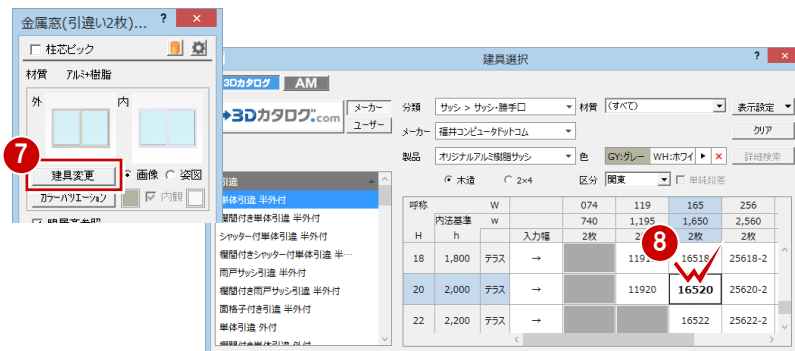 金属窓(引違い2枚)... ? ×
柱芯ピック
材質 アルミ+樹脂
外 内
7
建具変更 画像 姿図
カラーバリエーション 内観
建具選択 ? ×
3Dカタログ AM
3Dカタログ.com
メーカー
ユーザー
分類 サッシ > サッシ・勝手口 材質 (すべて) 表示設定
メーカー 福井コンピュータドットコム クリア
製品 オリジナルアルミ樹脂サッシ 色 GY:グレー WH:ホワイ 詳細検索
木造 2×4 区分 関東 単純段差
引違
単体引違 半外付
欄間付き単体引違 半外付
シャッター付単体引違 半外付
欄間付きシャッター付単体引違 半…
雨戸サッシ引違 半外付
欄間付き雨戸サッシ引違 半外付
面格子付き引違 半外付
単体引違 外付
欄間付き単体引違 外付
呼称 W 074 119 165 256
内法基準 w 740 1,195 1,650 2,560
H h 入力幅 2枚 2枚 2枚
8
18 1,800 テラス → 16518 25618-2
20 2,000 テラス → 11920 16520 25620-2
22 2,200 テラス → 16522 25622-2